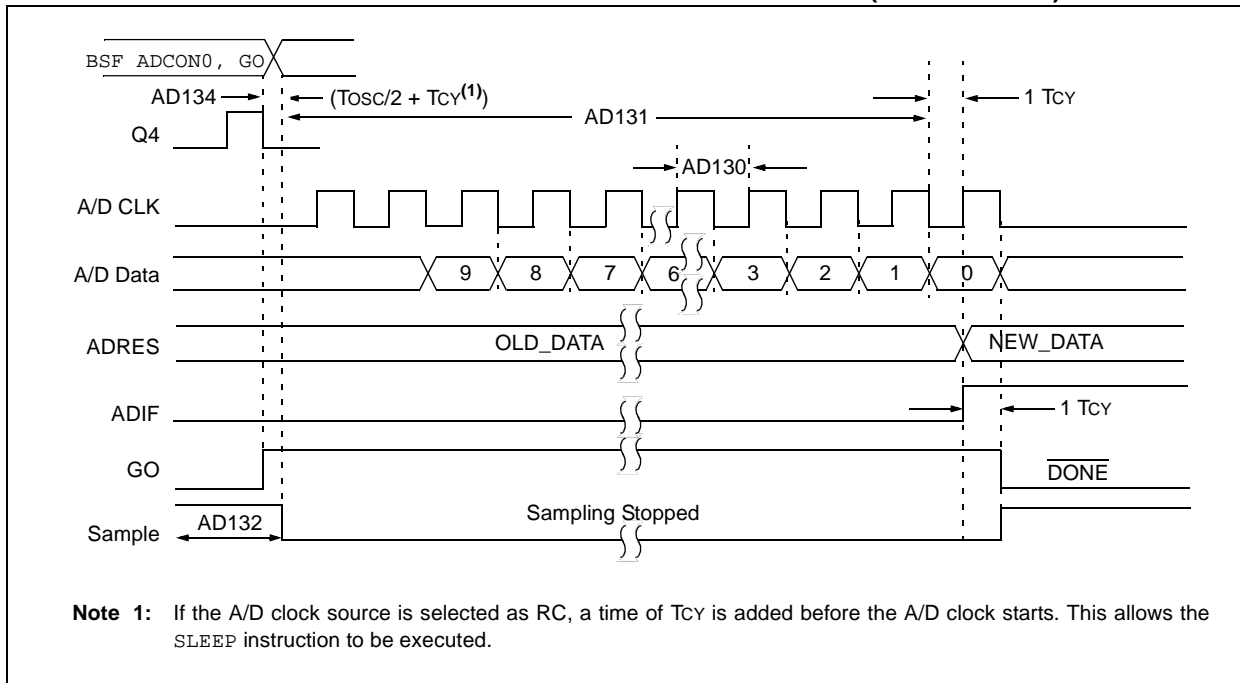 BSF ADCON0, GO
AD134
(TOSC/2 + TCY(1))
1 TCY
AD131
Q4
AD130
A/D CLK
A/D Data
9 8 7 6 3 2 1 0
ADRES
OLD_DATA
NEW_DATA
ADIF
1 TCY
GO
DONE
Sample
AD132
Sampling Stopped
Note 1: If the A/D clock source is selected as RC, a time of TCY is added before the A/D clock starts. This allows the
SLEEP instruction to be executed.